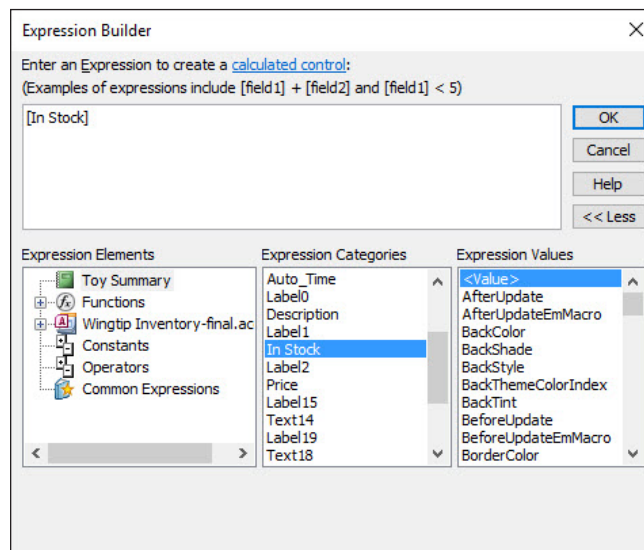 Expression Builder
Enter an Expression to create a calculated control:
(Examples of expressions include [field1] + [field2] and [field1] < 5)
[In Stock]
OK
Cancel
Help
<< Less
Expression Elements
Toy Summary
Functions
Wingtip Inventory-final.ac
Constants
Operators
Common Expressions
Expression Categories
Auto_Time
Label0
Description
Label1
In Stock
Label2
Price
Label15
Text14
Label19
Text18
Expression Values
<Value>
AfterUpdate
AfterUpdateEmMacro
BackColor
BackShade
BackStyle
BackThemeColorIndex
BackTint
BeforeUpdate
BeforeUpdateEmMacro
BorderColor